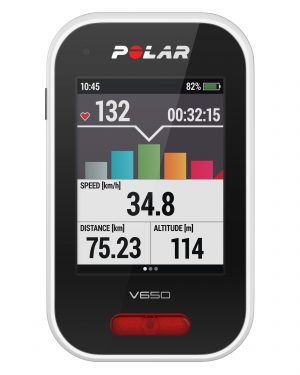 POLAR
10:45 82%
132 00:32:15
SPEED [km/h]
34.8
DISTANCE [km] ALTITUDE [m]
75.23 114
V650